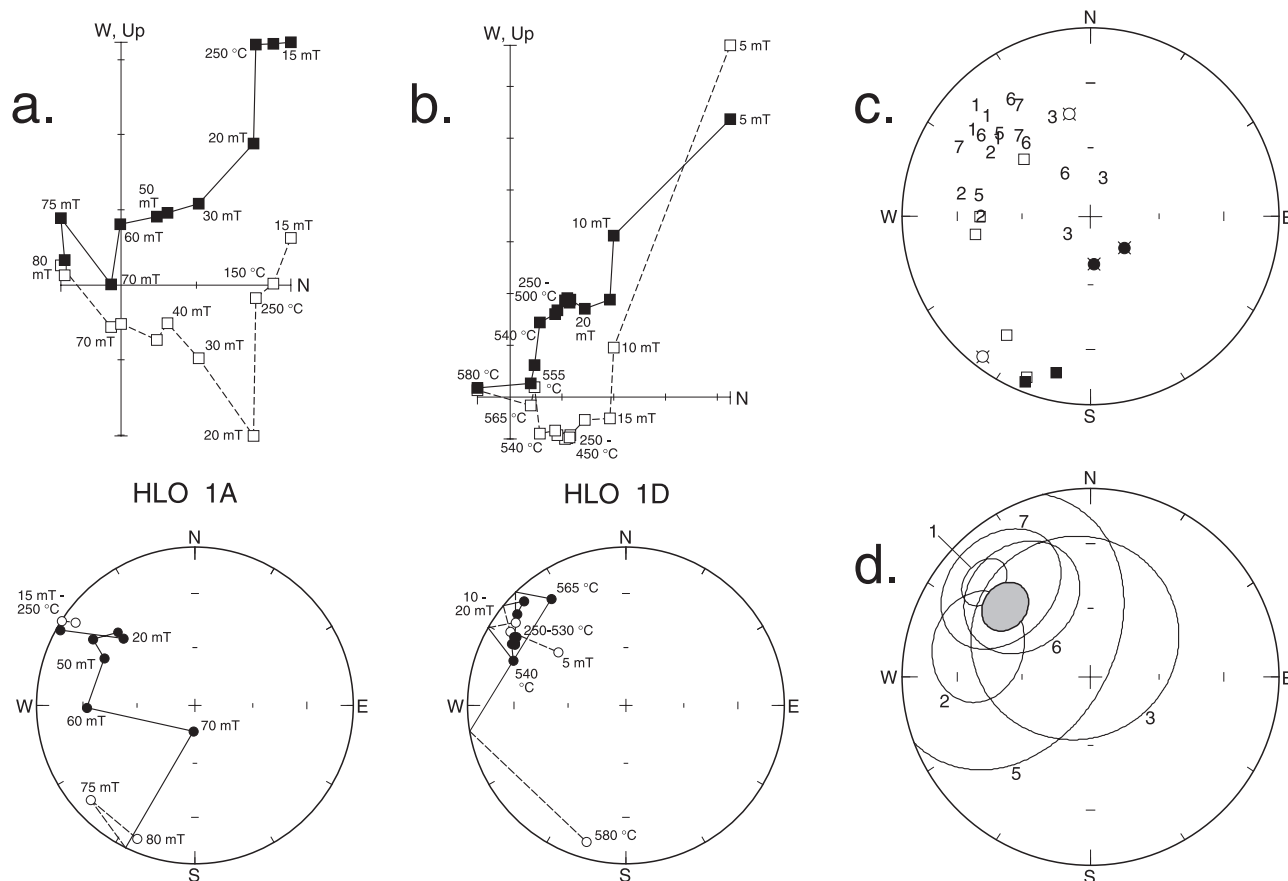 a.
W, Up
250 °C
15 mT
20 mT
75 mT
50
mT
30 mT
60 mT
80
mT
70 mT
N
15 mT
150 °C
250 °C
40 mT
70 mT
30 mT
20 mT
b.
W, Up
5 mT
5 mT
10 mT
250 -
500 °C
20
mT
540 °C
10 mT
580 °C
555
°C
N
565 °C
15 mT
540 °C
250 -
450 °C
c.
N
W
E
S
1
6
7
1
3
1
6
5
1
7
6
7
2
6
3
2
5
2
3
HLO 1A
N
15 mT -
250 °C
20 mT
50 mT
W
E
60 mT
70 mT
75 mT
80 mT
S
HLO 1D
N
10 -
20 mT
565 °C
250-530 °C
5 mT
540
°C
W
E
580 °C
S
d.
N
1
7
W
E
6
2
3
5
S